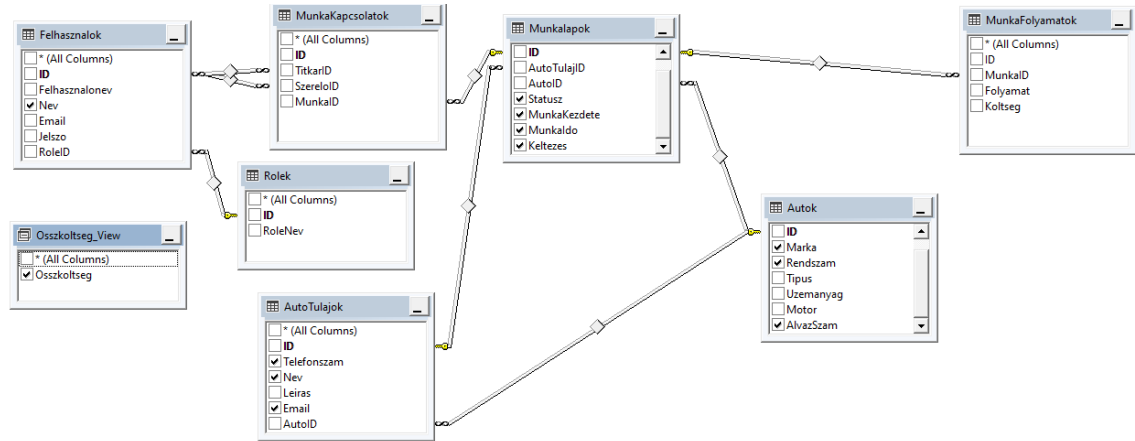 Felhasznalok
* (All Columns)
ID
Felhasznalonev
Nev
Email
Jelszo
RoleID
MunkaKapcsolatok
* (All Columns)
ID
TitkarID
SzereloID
MunkaID
Munkalapok
ID
AutoTulajID
AutoID
Statusz
MunkaKezdete
MunkaIdo
Keltezes
MunkaFolyamatok
* (All Columns)
ID
MunkaID
Folyamat
Koltseg
Rolek
* (All Columns)
ID
RoleNev
Osszkoltseg_View
* (All Columns)
Osszkoltseg
AutoTulajok
* (All Columns)
ID
Telefonszam
Nev
Leiras
Email
AutoID
Autok
ID
Marka
Rendszam
Tipus
Uzemanyag
Motor
AlvazSzam